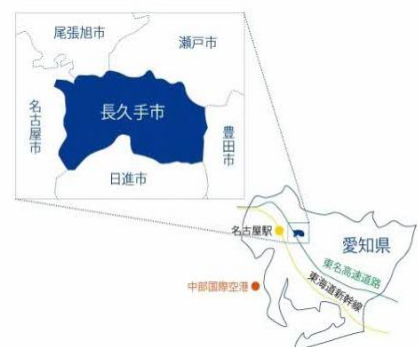 尾張旭市
瀬戸市
名古屋市
長久手市
豊田市
日進市
名古屋駅
愛知県
東名高速道路
東海道新幹線
中部国際空港